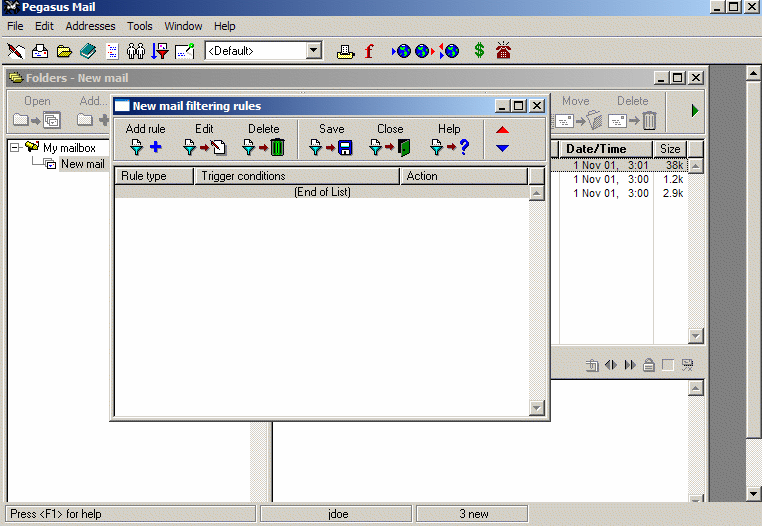 Pegasus Mail
File Edit Addresses Tools Window Help
<Default>
Folders - New mail
Open Add... Move Delete
New mail filtering rules
Add rule Edit Delete Save Close Help
My mailbox
New mail
Rule type Trigger conditions Action
(End of List)
Date/Time Size
1 Nov 01, 3:01 38k
1 Nov 01, 3:00 1.2k
1 Nov 01, 3:00 2.9k
Press <F1> for help jdoe 3 new